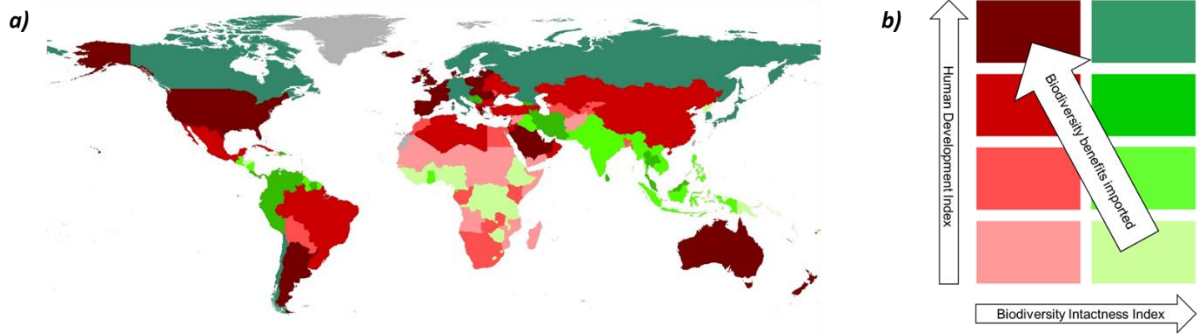 a)
b)
Human Development Index
Biodiversity benefits imported
Biodiversity Intactness Index